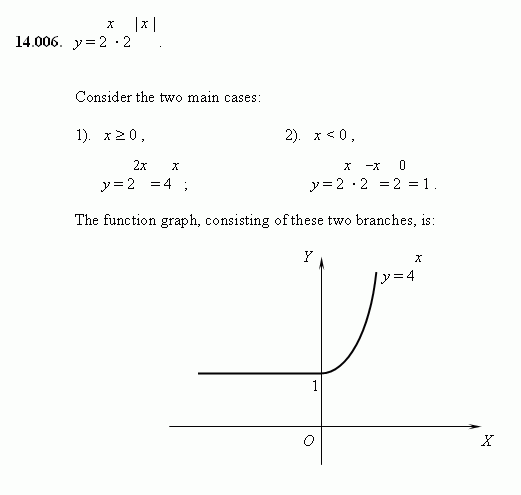 14.006. y = 2^x · 2^|x| .
Consider the two main cases:
1). x ≥ 0 , 2). x < 0 ,
y = 2^2x = 4^x ; y = 2^x · 2^−x = 2^0 = 1 .
The function graph, consisting of these two branches, is:
Y
y = 4^x
1
O X